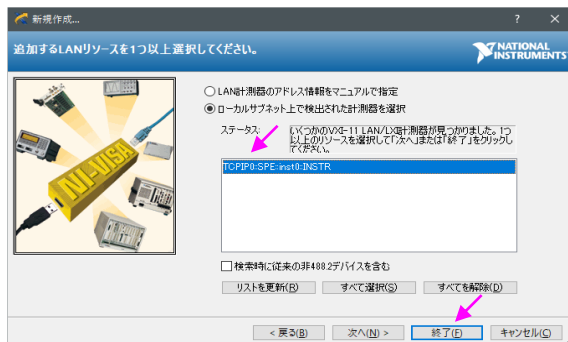 新規作成...
追加するLANリソースを1つ以上選択してください。
NATIONAL
INSTRUMENTS
LAN計測器のアドレス情報をマニュアルで指定
ローカルサブネット上で検出された計測器を選択
ステータス:
いくつかのVXI-11 LAN/LXI計測器が見つかりました。1つ
以上のリソースを選択して「次へ」または「終了」をクリックし
てください。
TCPIP0::SPE::inst0::INSTR
NI-VISA
検索時に従来の非488.2デバイスを含む
リストを更新(R) すべて選択(S) すべてを解除(D)
< 戻る(B) 次へ(N) > 終了(F) キャンセル(C)